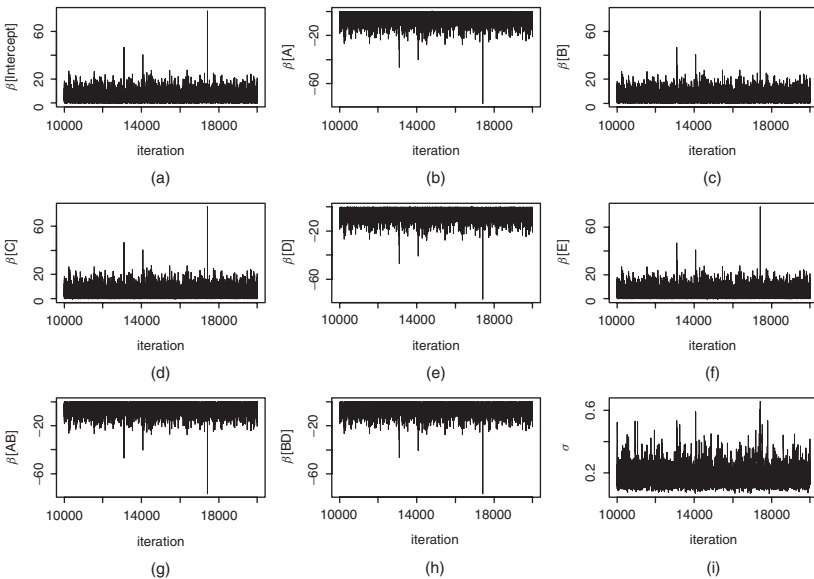 β[Intercept]
0
20
60
10000
14000
18000
iteration
(a)
β[A]
−60
−20
10000
14000
18000
iteration
(b)
β[B]
0
20
60
10000
14000
18000
iteration
(c)
β[C]
0
20
60
10000
14000
18000
iteration
(d)
β[D]
−60
−20
10000
14000
18000
iteration
(e)
β[E]
0
20
60
10000
14000
18000
iteration
(f)
β[AB]
−60
−20
10000
14000
18000
iteration
(g)
β[BD]
−60
−20
10000
14000
18000
iteration
(h)
σ
0.2
0.6
10000
14000
18000
iteration
(i)